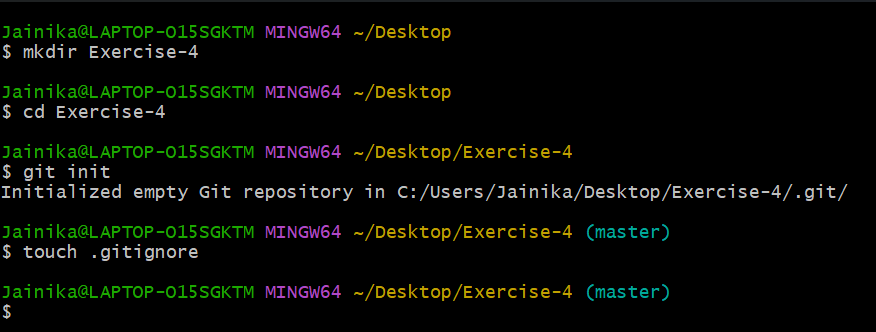 Jainika@LAPTOP-O15SGKTM MINGW64 ~/Desktop
$ mkdir Exercise-4
Jainika@LAPTOP-O15SGKTM MINGW64 ~/Desktop
$ cd Exercise-4
Jainika@LAPTOP-O15SGKTM MINGW64 ~/Desktop/Exercise-4
$ git init
Initialized empty Git repository in C:/Users/Jainika/Desktop/Exercise-4/.git/
Jainika@LAPTOP-O15SGKTM MINGW64 ~/Desktop/Exercise-4 (master)
$ touch .gitignore
Jainika@LAPTOP-O15SGKTM MINGW64 ~/Desktop/Exercise-4 (master)
$